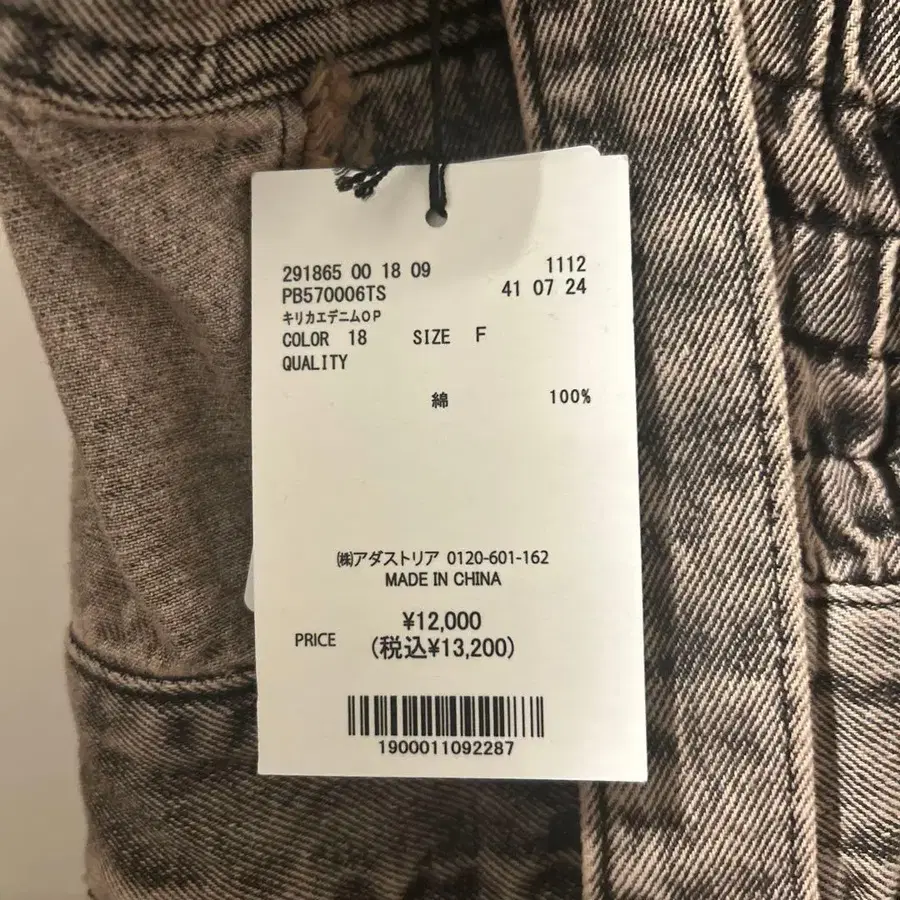 291865 00 18 09 1112
PB570006TS 41 07 24
キリカエデニムOP
COLOR 18 SIZE F
QUALITY
綿 100%
㈱アダストリア 0120-601-162
MADE IN CHINA
¥12,000
PRICE (税込¥13,200)
1900011092287